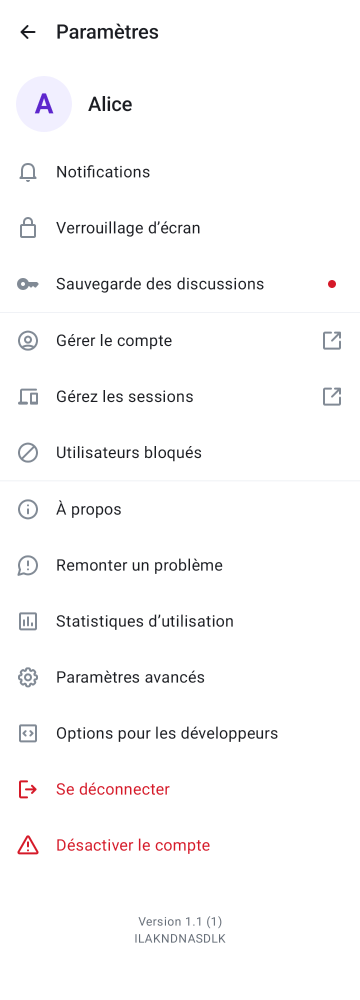 Paramètres
A
Alice
Notifications
Verrouillage d’écran
Sauvegarde des discussions
Gérer le compte
Gérez les sessions
Utilisateurs bloqués
À propos
Remonter un problème
Statistiques d’utilisation
Paramètres avancés
Options pour les développeurs
Se déconnecter
Désactiver le compte
Version 1.1 (1)
ILAKNDNASDLK